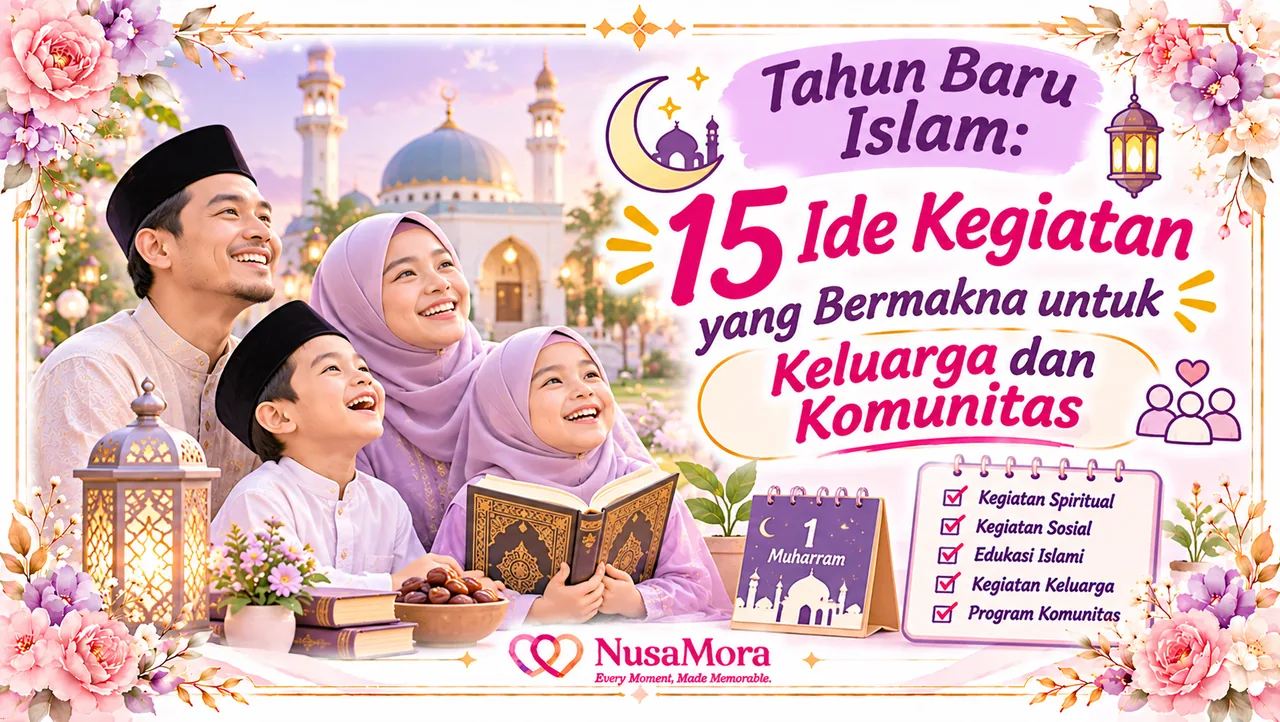 Tahun Baru
Islam:
15 Ide Kegiatan
yang Bermakna untuk
Keluarga dan
Komunitas
Kegiatan Spiritual
Kegiatan Sosial
Edukasi Islami
Kegiatan Keluarga
Program Komunitas
1
Muharram
NusaMora
Every Moment, Made Memorable.